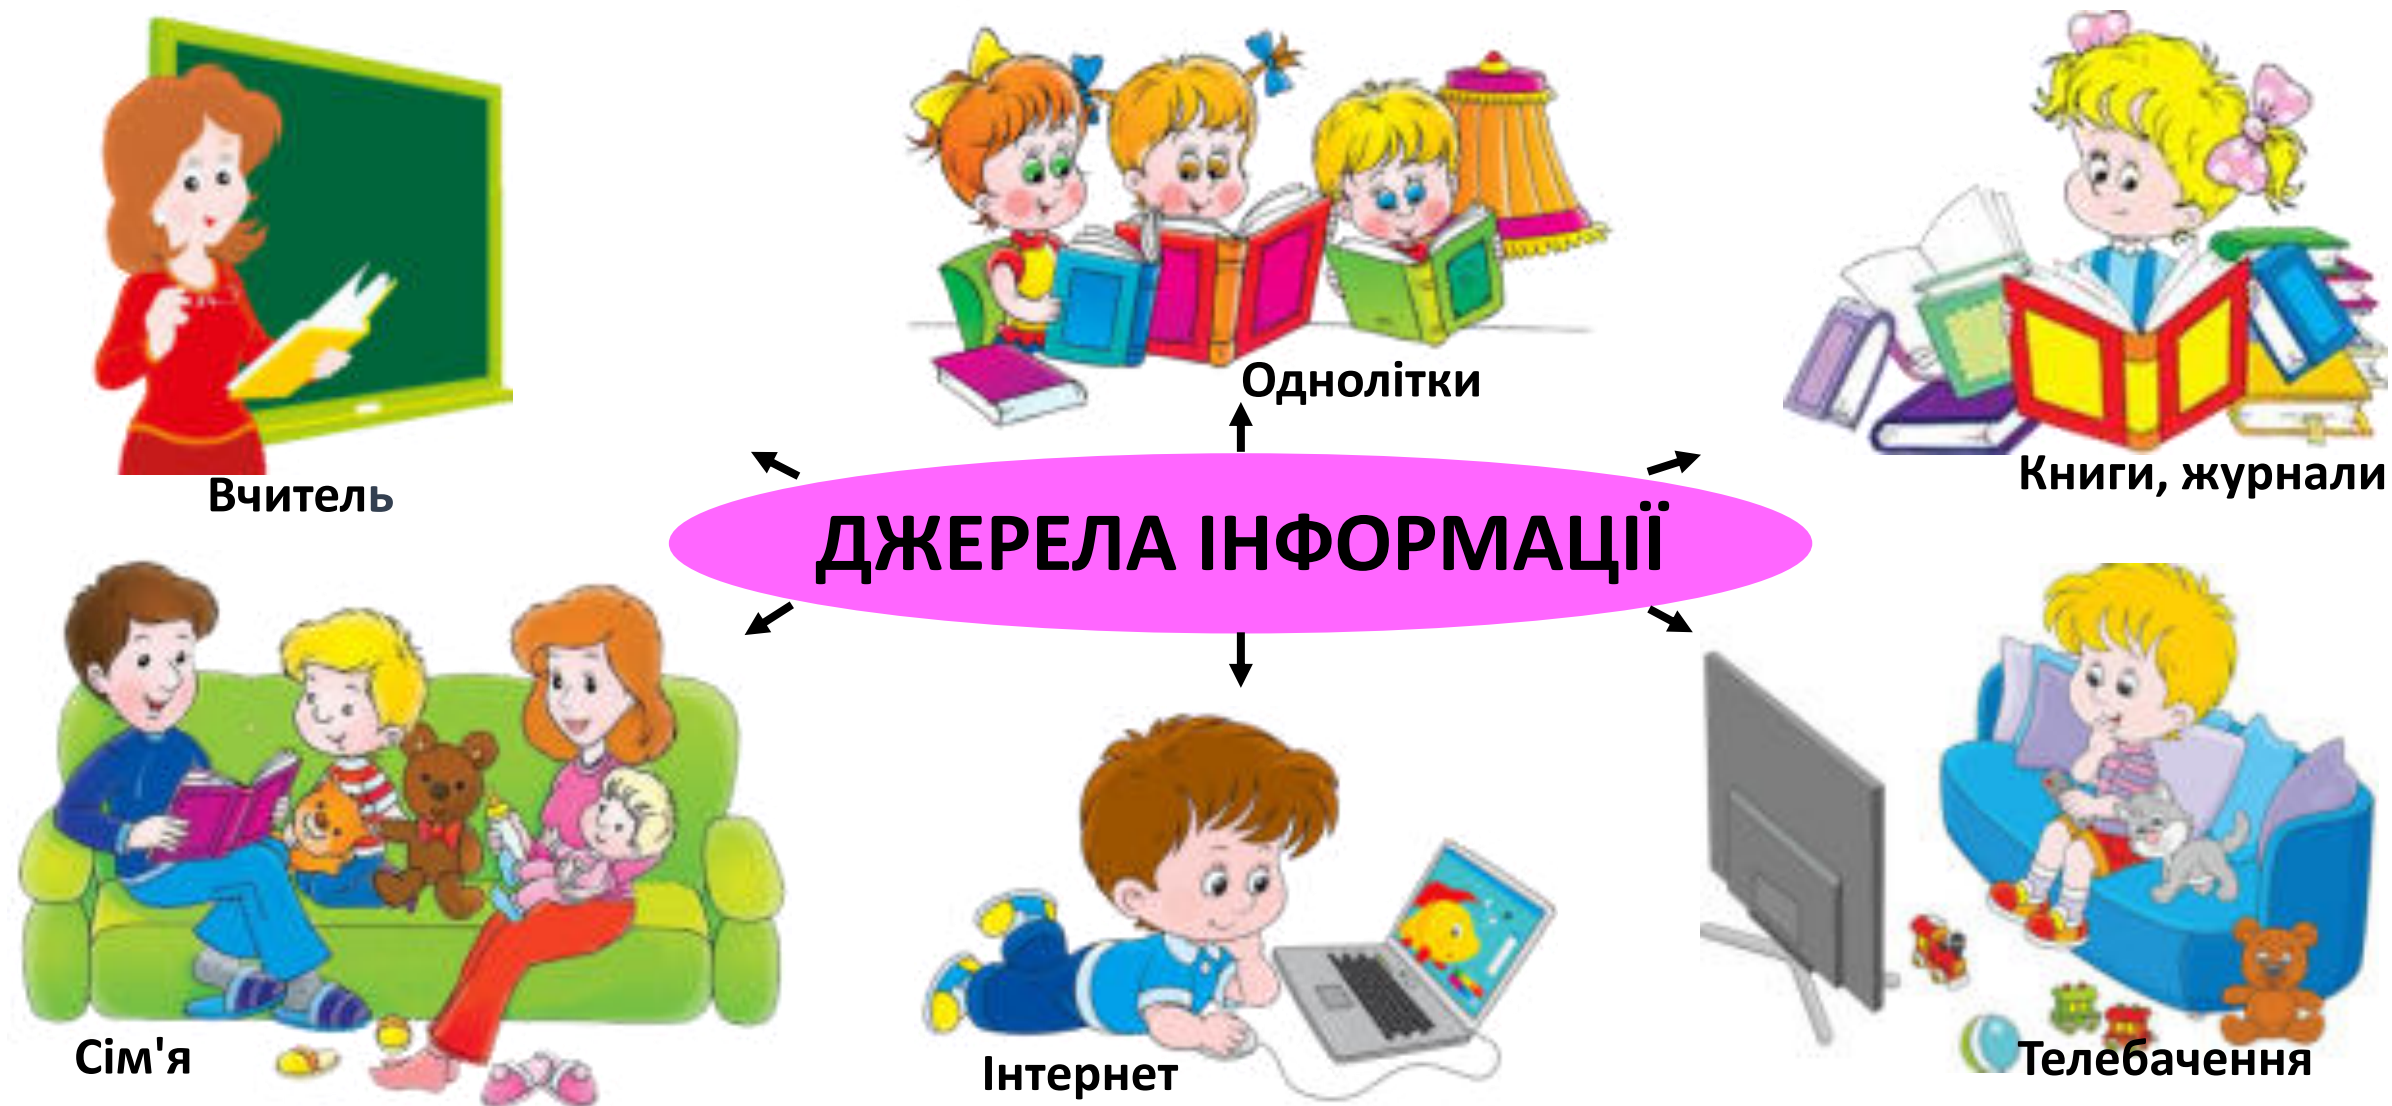 Однолітки
Книги, журнали
Вчитель
ДЖЕРЕЛА ІНФОРМАЦІЇ
Сім'я
Інтернет
Телебачення